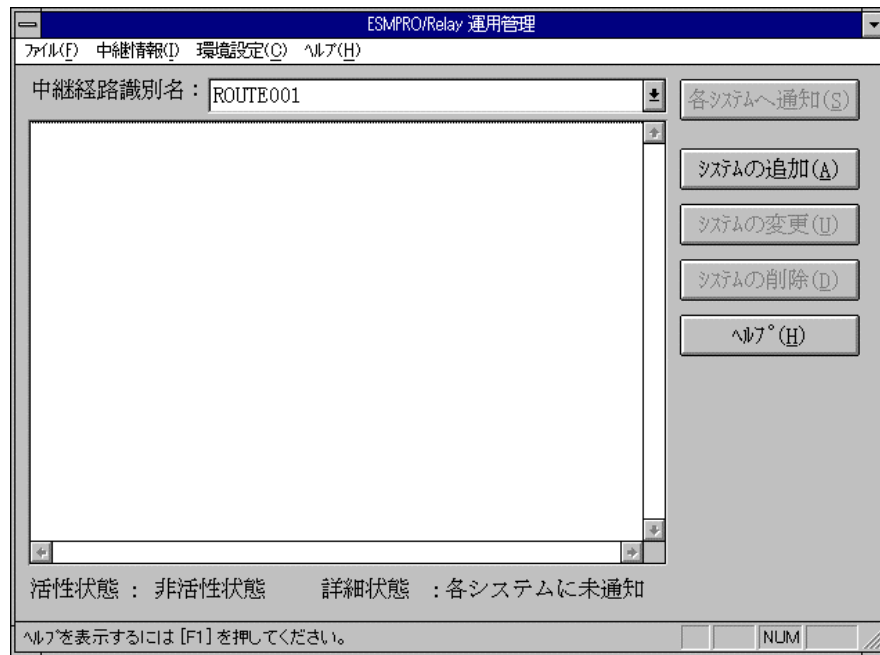 ESMPRO/Relay 運用管理
ﾌｧｲﾙ(F) 中継情報(I) 環境設定(C) ﾍﾙﾌﾟ(H)
中継経路識別名： ROUTE001
各ｼｽﾃﾑへ通知(S)
ｼｽﾃﾑの追加(A)
ｼｽﾃﾑの変更(U)
ｼｽﾃﾑの削除(D)
ﾍﾙﾌﾟ(H)
活性状態： 非活性状態 詳細状態 ：各システムに未通知
ﾍﾙﾌﾟを表示するには [F1] を押してください。 NUM